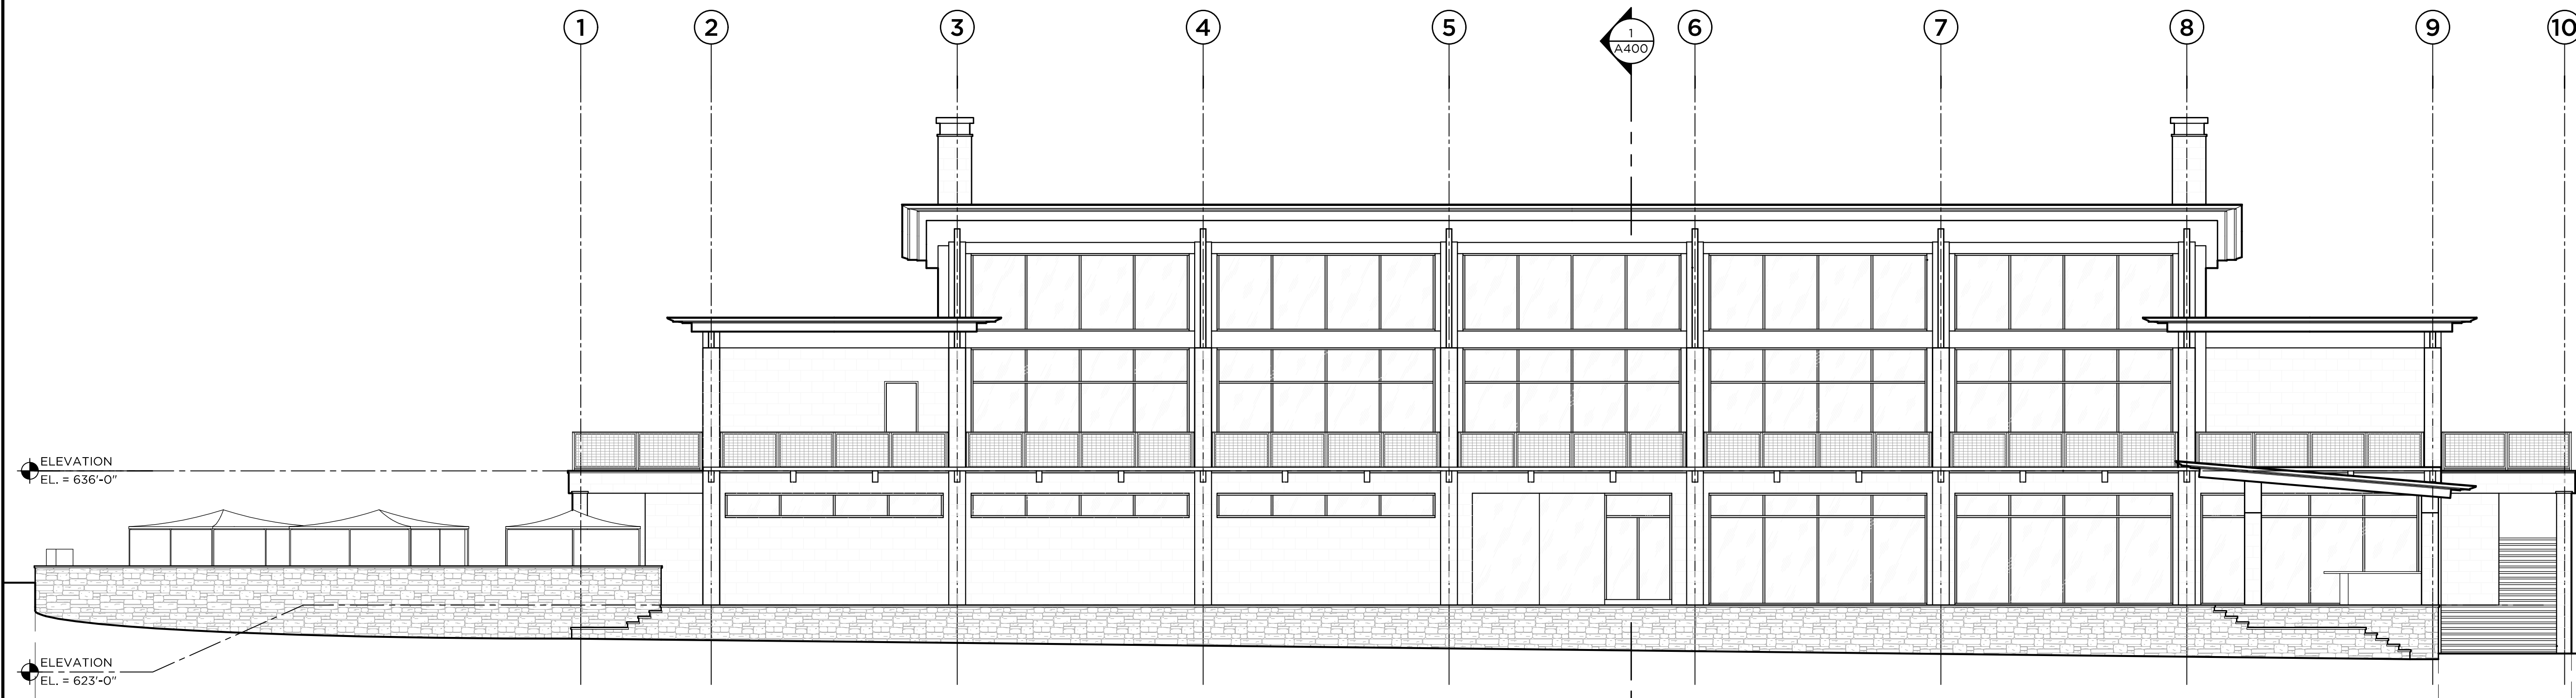 1
2
3
4
5
1
A400
6
7
8
9
10
ELEVATION
EL. = 636'-0"
ELEVATION
EL. = 623'-0"